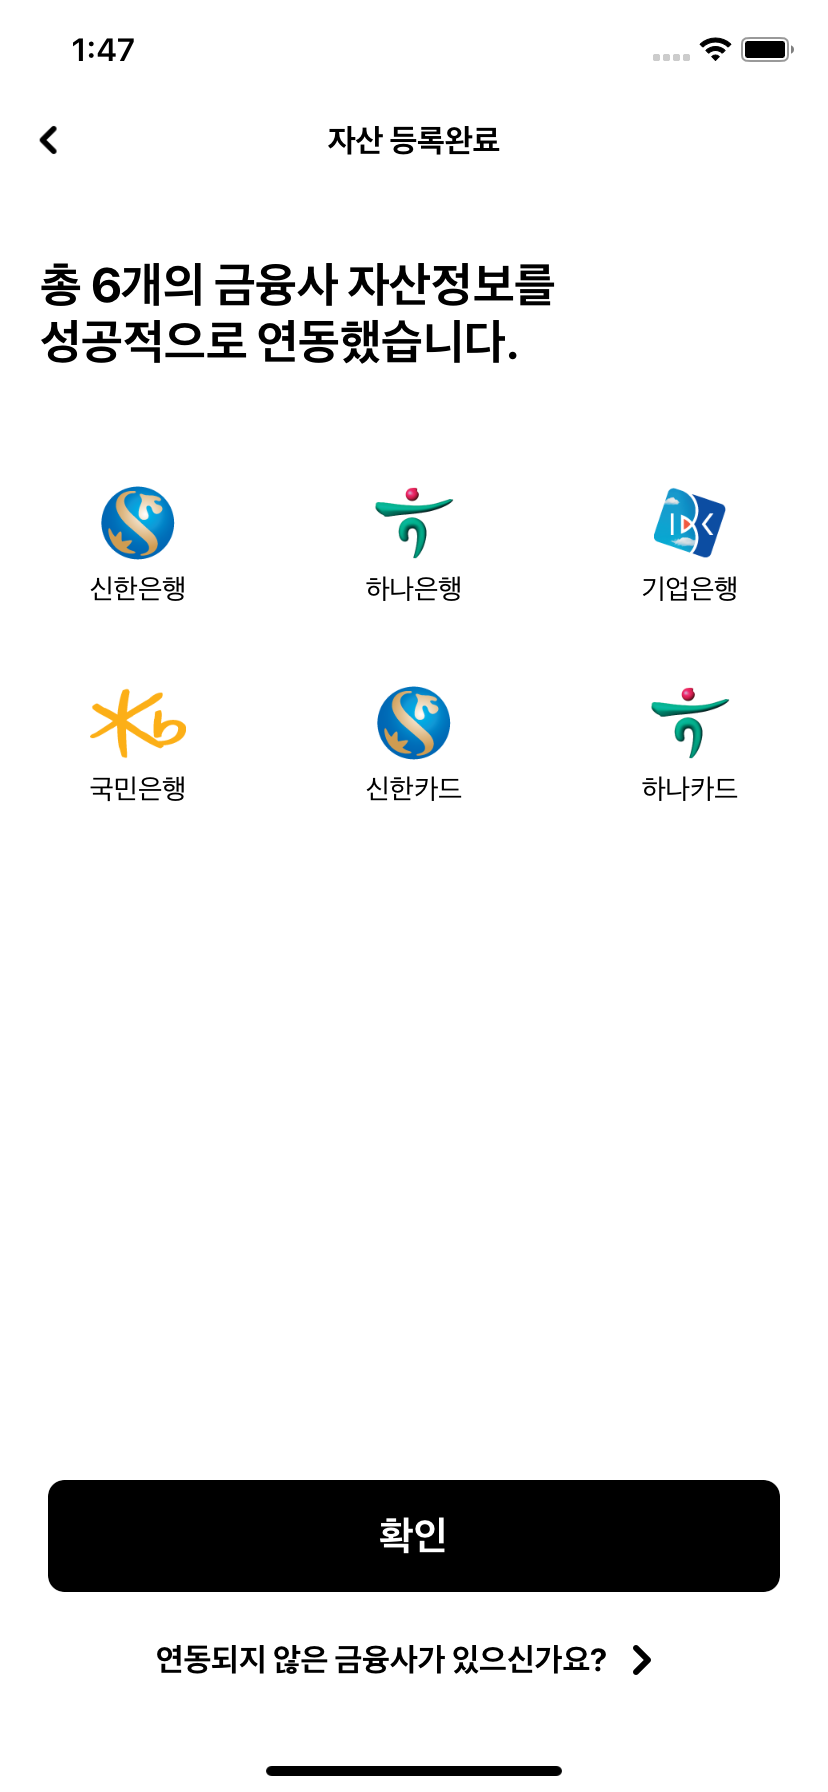 1:47
자산 등록완료
총 6개의 금융사 자산정보를
성공적으로 연동했습니다.
신한은행 하나은행 기업은행
국민은행 신한카드 하나카드
확인
연동되지 않은 금융사가 있으신가요?